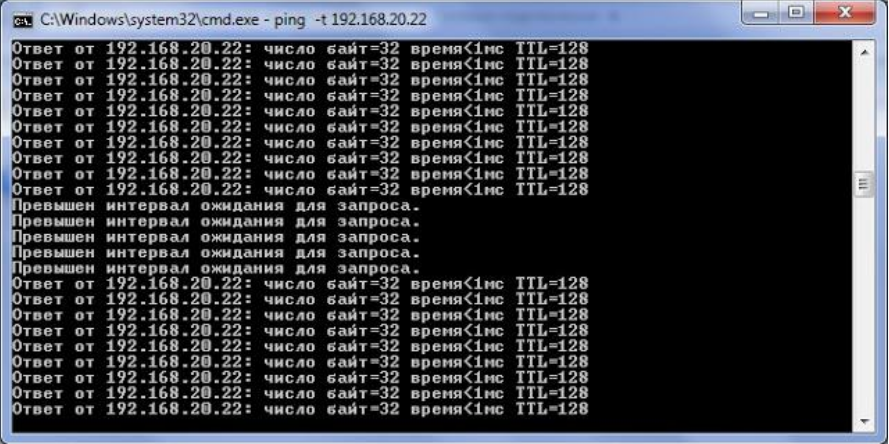 C:\Windows\system32\cmd.exe - ping -t 192.168.20.22
Ответ от 192.168.20.22: число байт=32 время<1мс TTL=128
Ответ от 192.168.20.22: число байт=32 время<1мс TTL=128
Ответ от 192.168.20.22: число байт=32 время<1мс TTL=128
Ответ от 192.168.20.22: число байт=32 время<1мс TTL=128
Ответ от 192.168.20.22: число байт=32 время<1мс TTL=128
Ответ от 192.168.20.22: число байт=32 время<1мс TTL=128
Ответ от 192.168.20.22: число байт=32 время<1мс TTL=128
Ответ от 192.168.20.22: число байт=32 время<1мс TTL=128
Ответ от 192.168.20.22: число байт=32 время<1мс TTL=128
Ответ от 192.168.20.22: число байт=32 время<1мс TTL=128
Превышен интервал ожидания для запроса.
Превышен интервал ожидания для запроса.
Превышен интервал ожидания для запроса.
Превышен интервал ожидания для запроса.
Превышен интервал ожидания для запроса.
Ответ от 192.168.20.22: число байт=32 время<1мс TTL=128
Ответ от 192.168.20.22: число байт=32 время<1мс TTL=128
Ответ от 192.168.20.22: число байт=32 время<1мс TTL=128
Ответ от 192.168.20.22: число байт=32 время<1мс TTL=128
Ответ от 192.168.20.22: число байт=32 время<1мс TTL=128
Ответ от 192.168.20.22: число байт=32 время<1мс TTL=128
Ответ от 192.168.20.22: число байт=32 время<1мс TTL=128
Ответ от 192.168.20.22: число байт=32 время<1мс TTL=128
Ответ от 192.168.20.22: число байт=32 время<1мс TTL=128